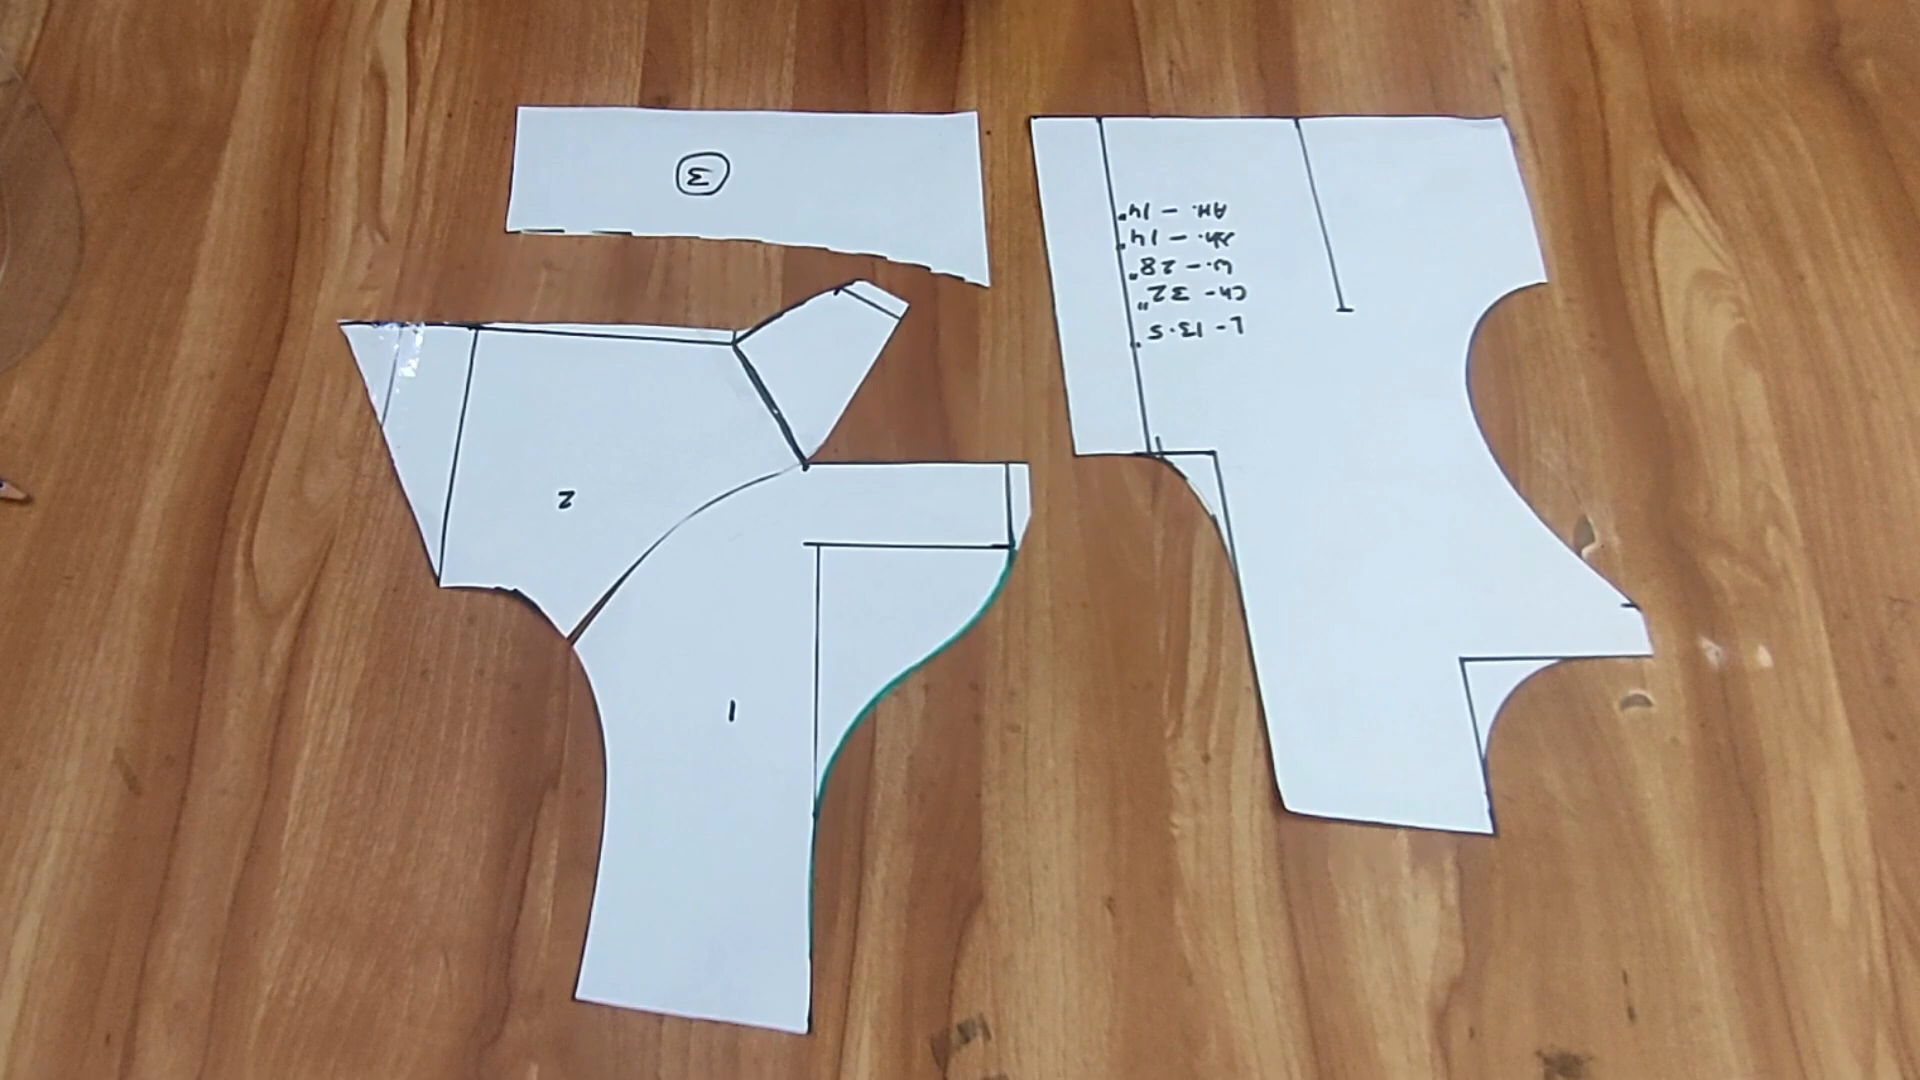 L- 13.5"
Ch- 32"
W.- 28"
Sh.- 14"
AH. - 14"
1
2
3